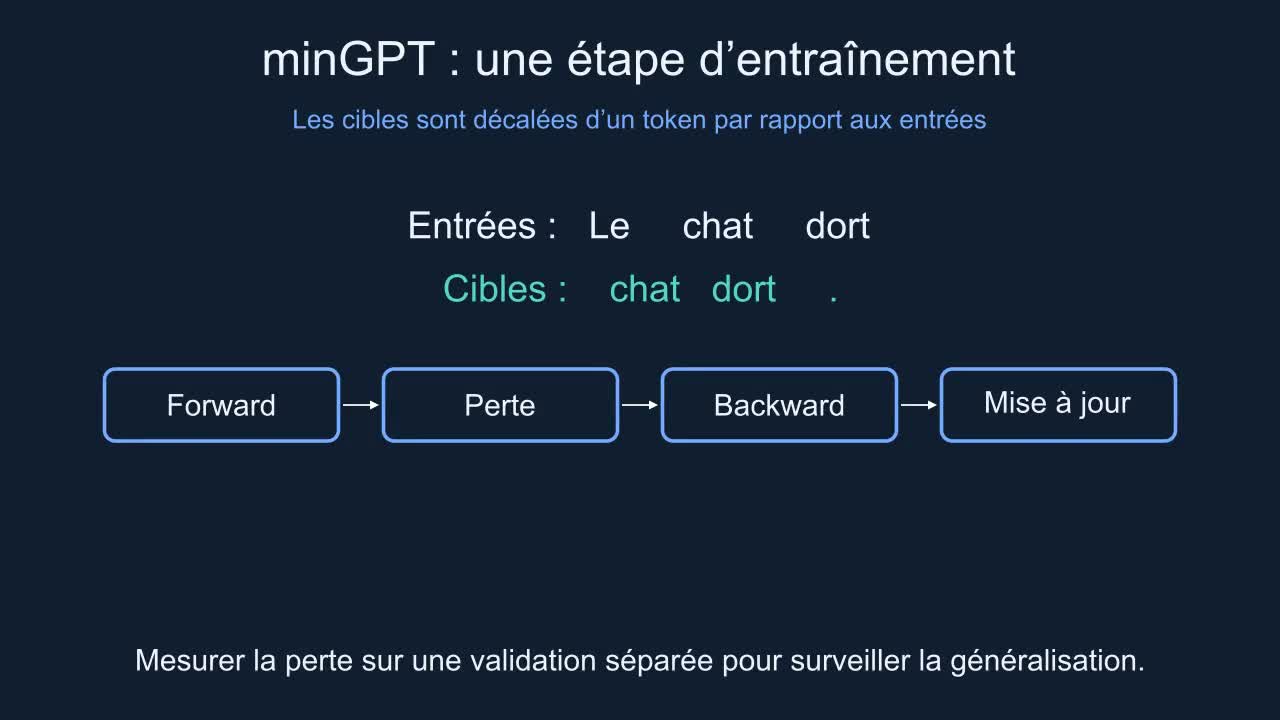 minGPT : une étape d’entraînement
Les cibles sont décalées d’un token par rapport aux entrées
Entrées : Le chat dort
Cibles : chat dort .
Forward Perte Backward Mise à jour
Mesurer la perte sur une validation séparée pour surveiller la généralisation.